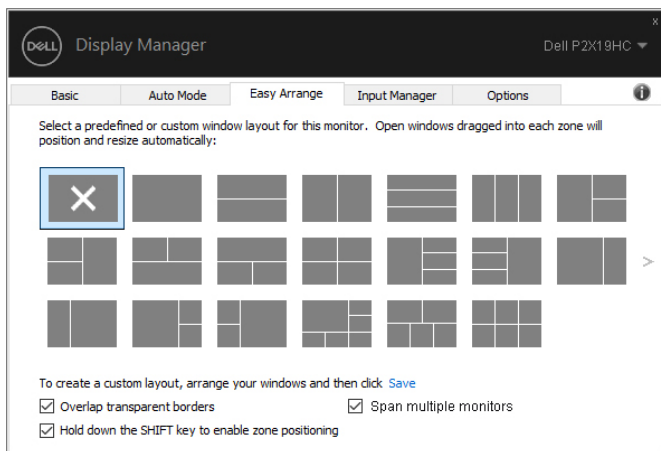 x
DELL Display Manager
Dell P2X19HC
Basic Auto Mode Easy Arrange Input Manager Options
Select a predefined or custom window layout for this monitor. Open windows dragged into each zone will
position and resize automatically:
>
To create a custom layout, arrange your windows and then click Save
Overlap transparent borders Span multiple monitors
Hold down the SHIFT key to enable zone positioning